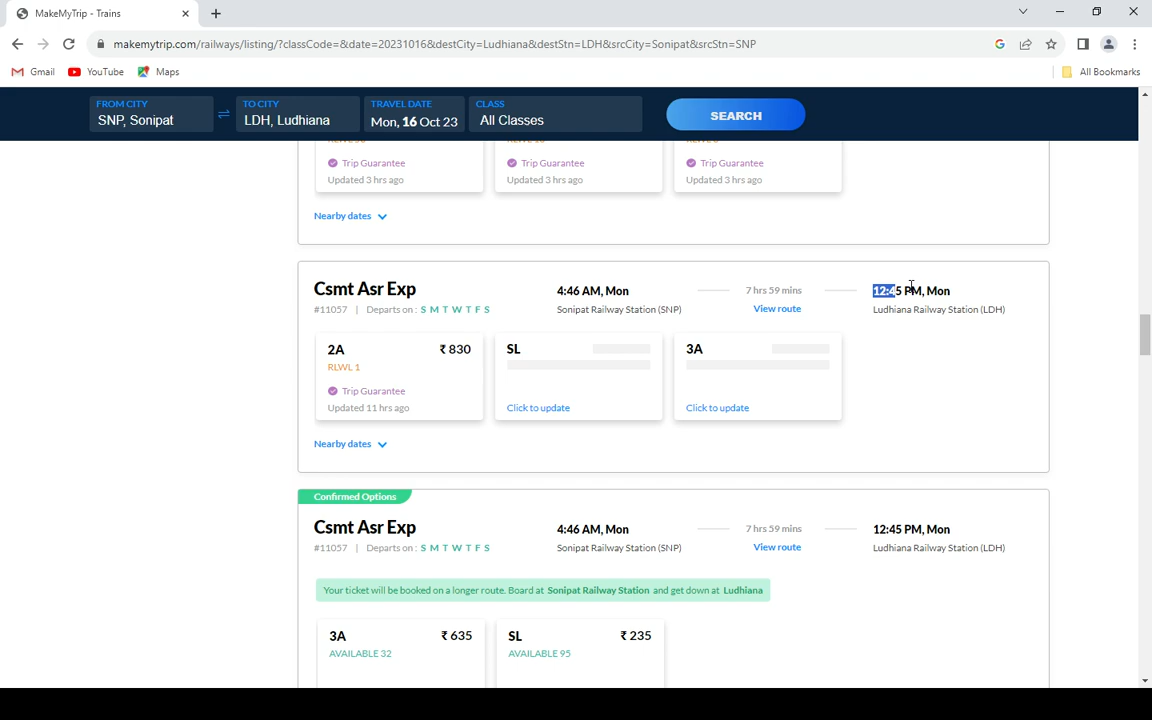 MakeMyTrip - Trains
makemytrip.com/railways/listing/?classCode=&date=20231016&destCity=Ludhiana&destStn=LDH&srcCity=Sonipat&srcStn=SNP
Gmail YouTube Maps All Bookmarks
FROM CITY TO CITY TRAVEL DATE CLASS
SNP, Sonipat LDH, Ludhiana Mon, 16 Oct 23 All Classes SEARCH
Trip Guarantee Trip Guarantee Trip Guarantee
Updated 3 hrs ago Updated 3 hrs ago Updated 3 hrs ago
Nearby dates
Csmt Asr Exp 4:46 AM, Mon 7 hrs 59 mins 12:45 PM, Mon
#11057 | Departs on : S M T W T F S Sonipat Railway Station (SNP) View route Ludhiana Railway Station (LDH)
2A ₹ 830 SL 3A
RLWL 1
Trip Guarantee
Updated 11 hrs ago Click to update Click to update
Nearby dates
Confirmed Options
Csmt Asr Exp 4:46 AM, Mon 7 hrs 59 mins 12:45 PM, Mon
#11057 | Departs on : S M T W T F S Sonipat Railway Station (SNP) View route Ludhiana Railway Station (LDH)
Your ticket will be booked on a longer route. Board at Sonipat Railway Station and get down at Ludhiana
3A ₹ 635 SL ₹ 235
AVAILABLE 32 AVAILABLE 95